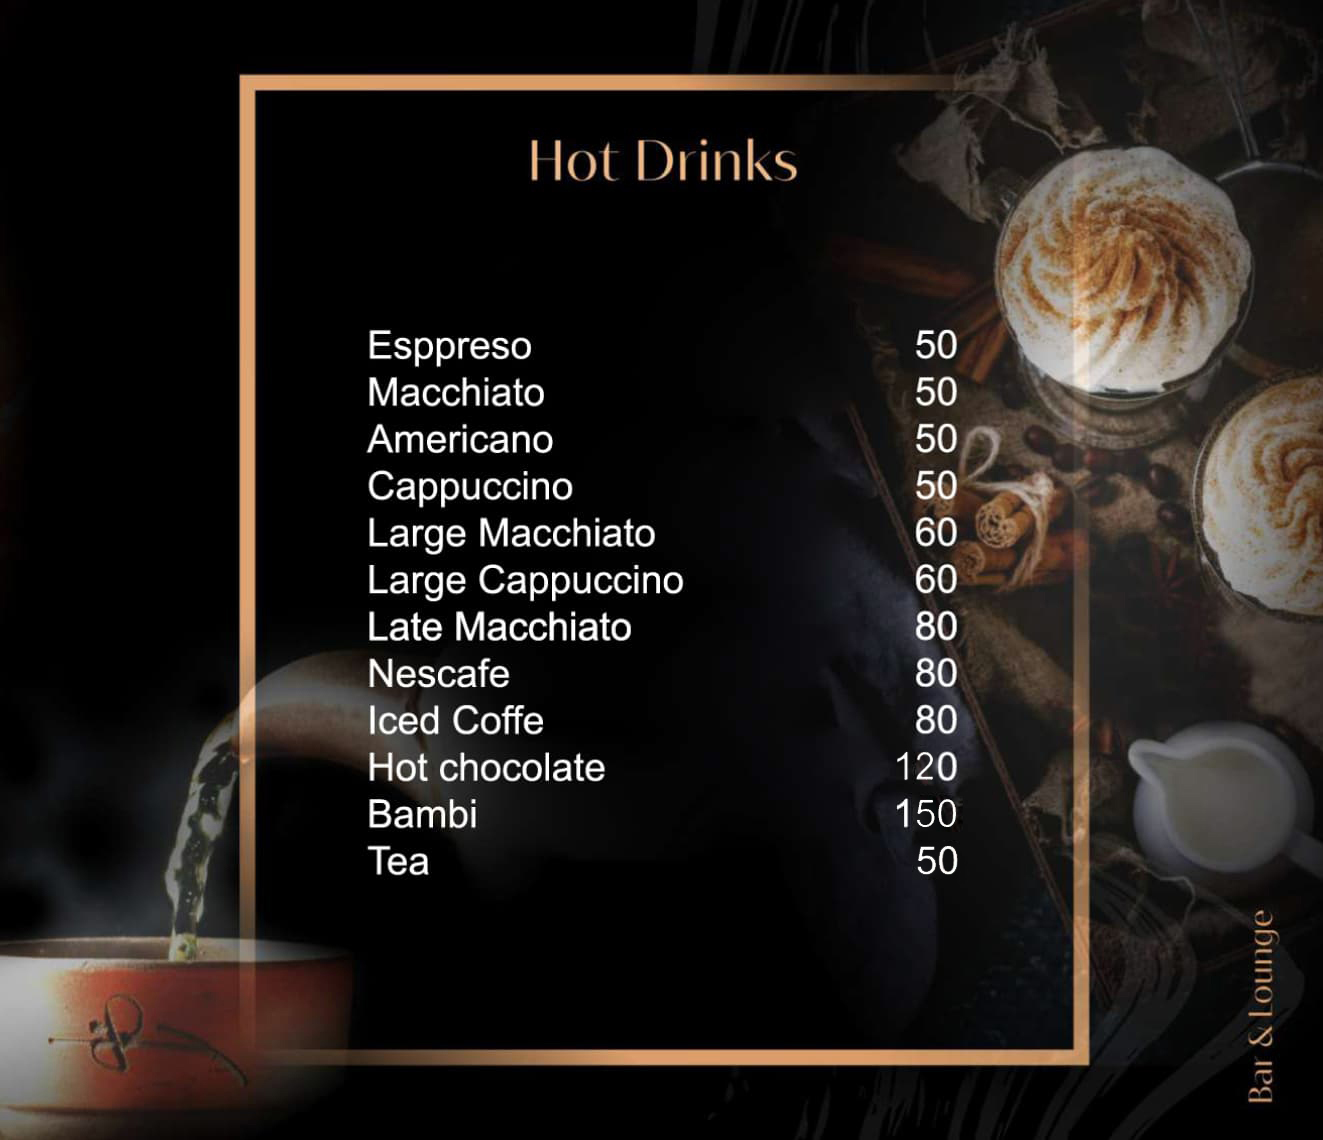 Hot Drinks
Esppreso 50
Macchiato 50
Americano 50
Cappuccino 50
Large Macchiato 60
Large Cappuccino 60
Late Macchiato 80
Nescafe 80
Iced Coffe 80
Hot chocolate 120
Bambi 150
Tea 50
Bar & Lounge